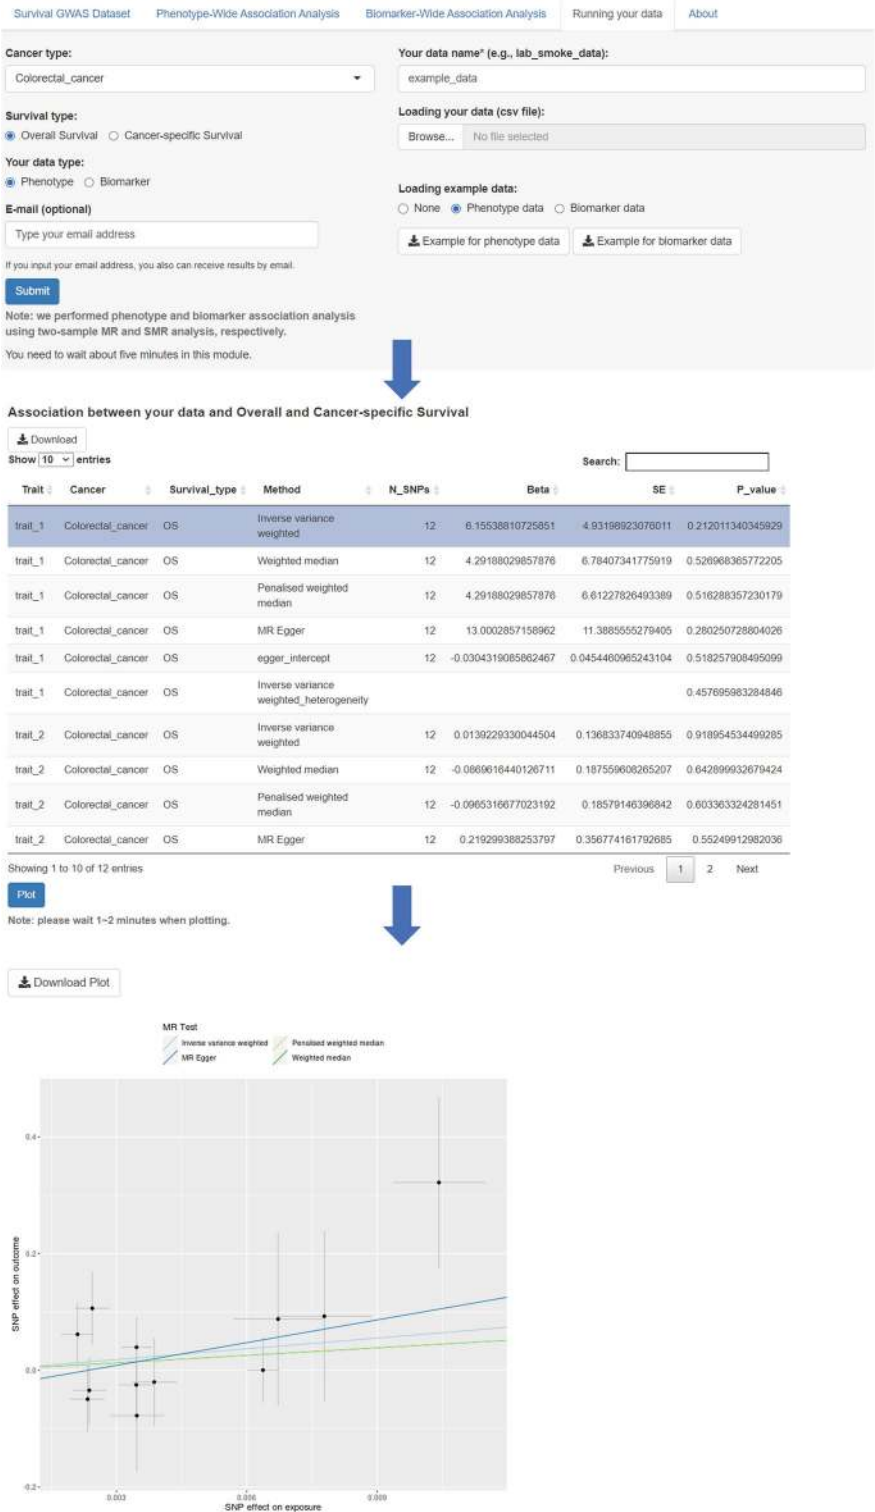 Survival GWAS Dataset Phenotype-Wide Association Analysis Biomarker-Wide Association Analysis Running your data About
Cancer type:
Colorectal_cancer
Survival type:
Overall Survival Cancer-specific Survival
Your data type:
Phenotype Biomarker
E-mail (optional)
Type your email address
If you input your email address, you also can receive results by email.
Submit
Note: we performed phenotype and biomarker association analysis
using two-sample MR and SMR analysis, respectively.
You need to wait about five minutes in this module.
Your data name* (e.g., lab_smoke_data):
example_data
Loading your data (csv file):
Browse... No file selected
Loading example data:
None Phenotype data Biomarker data
Example for phenotype data Example for biomarker data
Association between your data and Overall and Cancer-specific Survival
Download
Show 10 entries
Search:
Trait Cancer Survival_type Method N_SNPs Beta SE P_value
trait_1 Colorectal_cancer OS Inverse variance weighted 12 6.15538810725851 4.93198923076011 0.212011340345929
trait_1 Colorectal_cancer OS Weighted median 12 4.29188029857876 6.78407341775919 0.526968365772205
trait_1 Colorectal_cancer OS Penalised weighted median 12 4.29188029857876 6.61227826493389 0.516288357230179
trait_1 Colorectal_cancer OS MR Egger 12 13.0002857158962 11.3885555279405 0.280250728804026
trait_1 Colorectal_cancer OS egger_intercept 12 -0.0304319085862467 0.0454460965243104 0.518257908495099
trait_1 Colorectal_cancer OS Inverse variance weighted_heterogeneity 0.457695983284846
trait_2 Colorectal_cancer OS Inverse variance weighted 12 0.0139229330044504 0.136833740948855 0.918954534499285
trait_2 Colorectal_cancer OS Weighted median 12 -0.0869616440126711 0.187559608265207 0.642899932679424
trait_2 Colorectal_cancer OS Penalised weighted median 12 -0.0965316677023192 0.18579146396842 0.603363324281451
trait_2 Colorectal_cancer OS MR Egger 12 0.219299388253797 0.356774161792685 0.55249912982036
Showing 1 to 10 of 12 entries
Previous 1 2 Next
Plot
Note: please wait 1~2 minutes when plotting.
Download Plot
MR Test
Inverse variance weighted Penalised weighted median
MR Egger Weighted median
SNP effect on outcome
0.4
0.2
0.0
-0.2
0.003 0.006 0.009
SNP effect on exposure